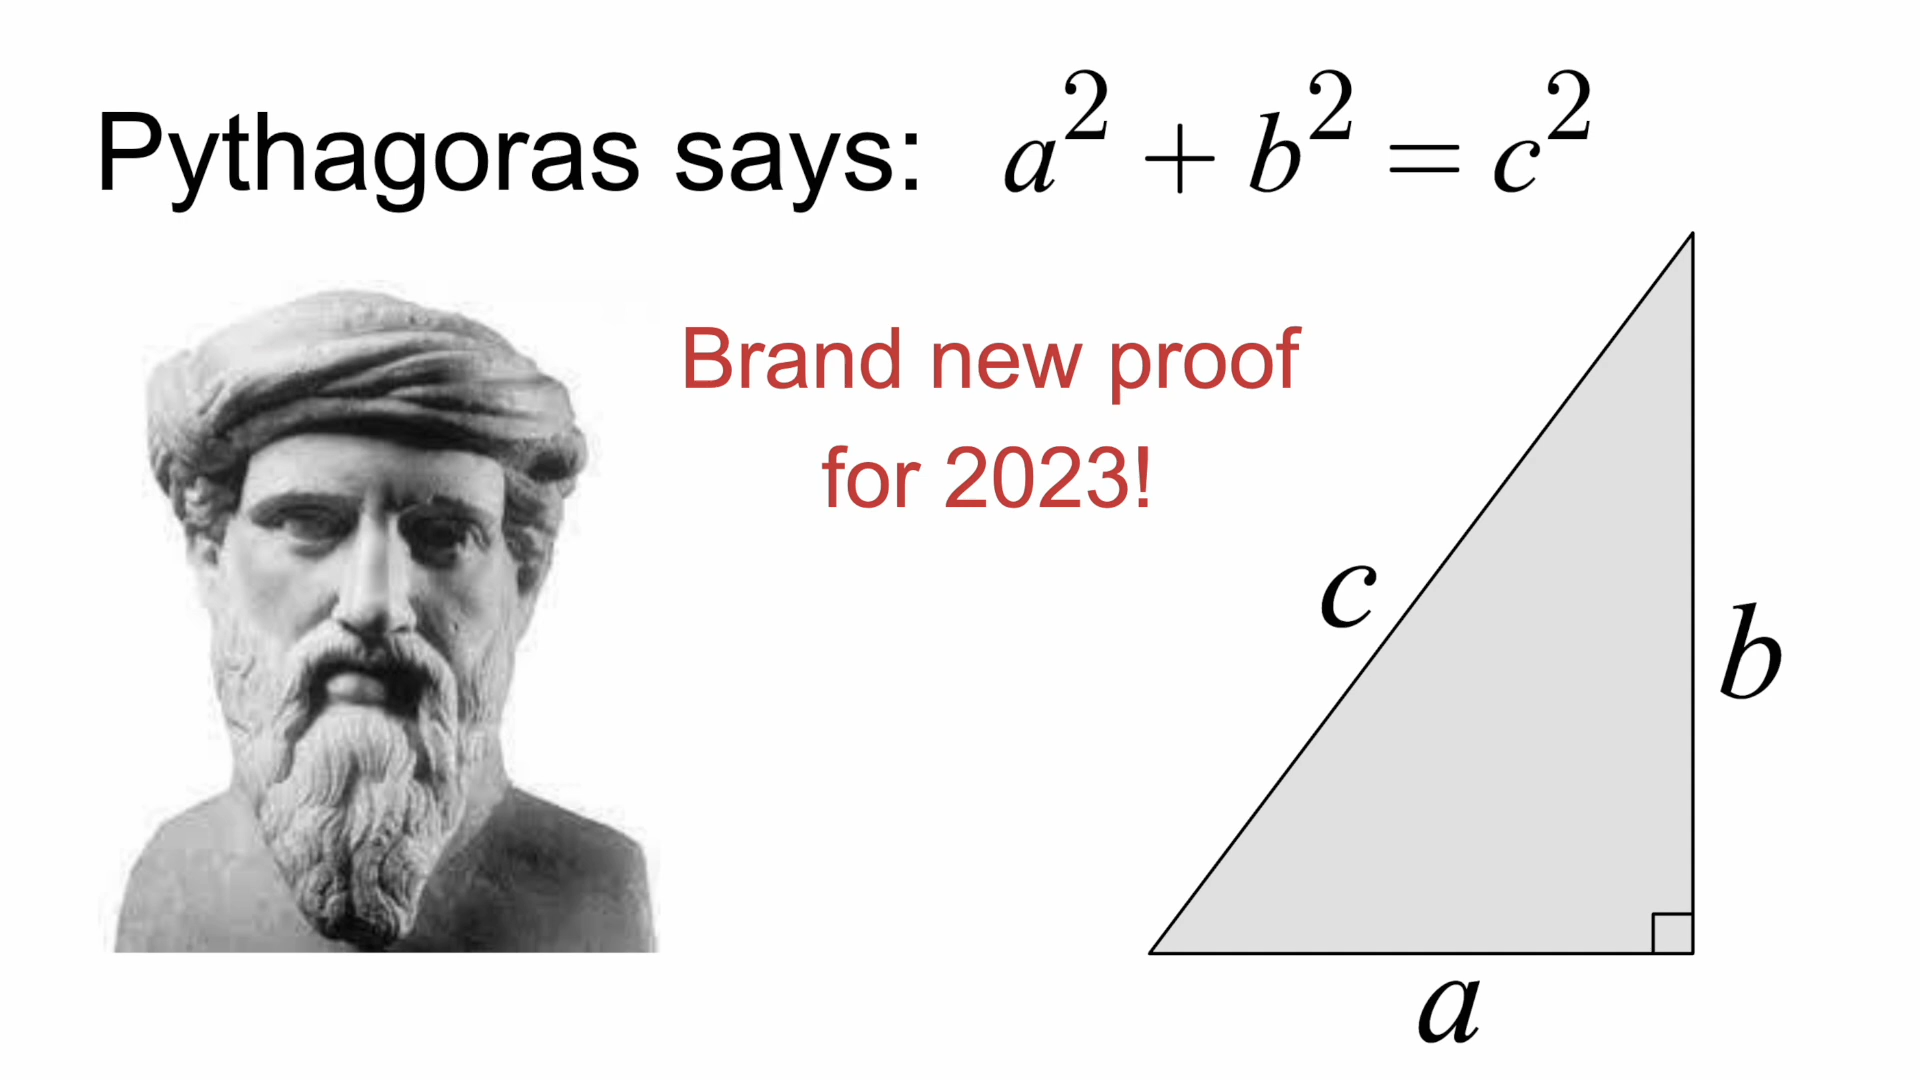 Pythagoras says: a² + b² = c²
Brand new proof
for 2023!
c
b
a